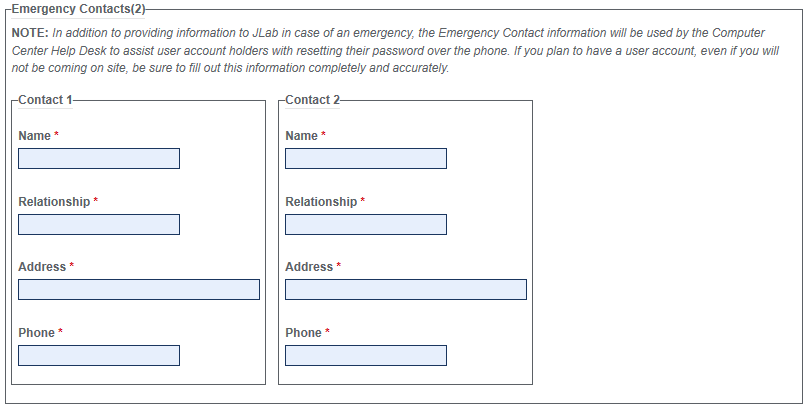 Emergency Contacts(2)
NOTE: In addition to providing information to JLab in case of an emergency, the Emergency Contact information will be used by the Computer
Center Help Desk to assist user account holders with resetting their password over the phone. If you plan to have a user account, even if you will
not be coming on site, be sure to fill out this information completely and accurately.
Contact 1
Name *
Relationship *
Address *
Phone *
Contact 2
Name *
Relationship *
Address *
Phone *